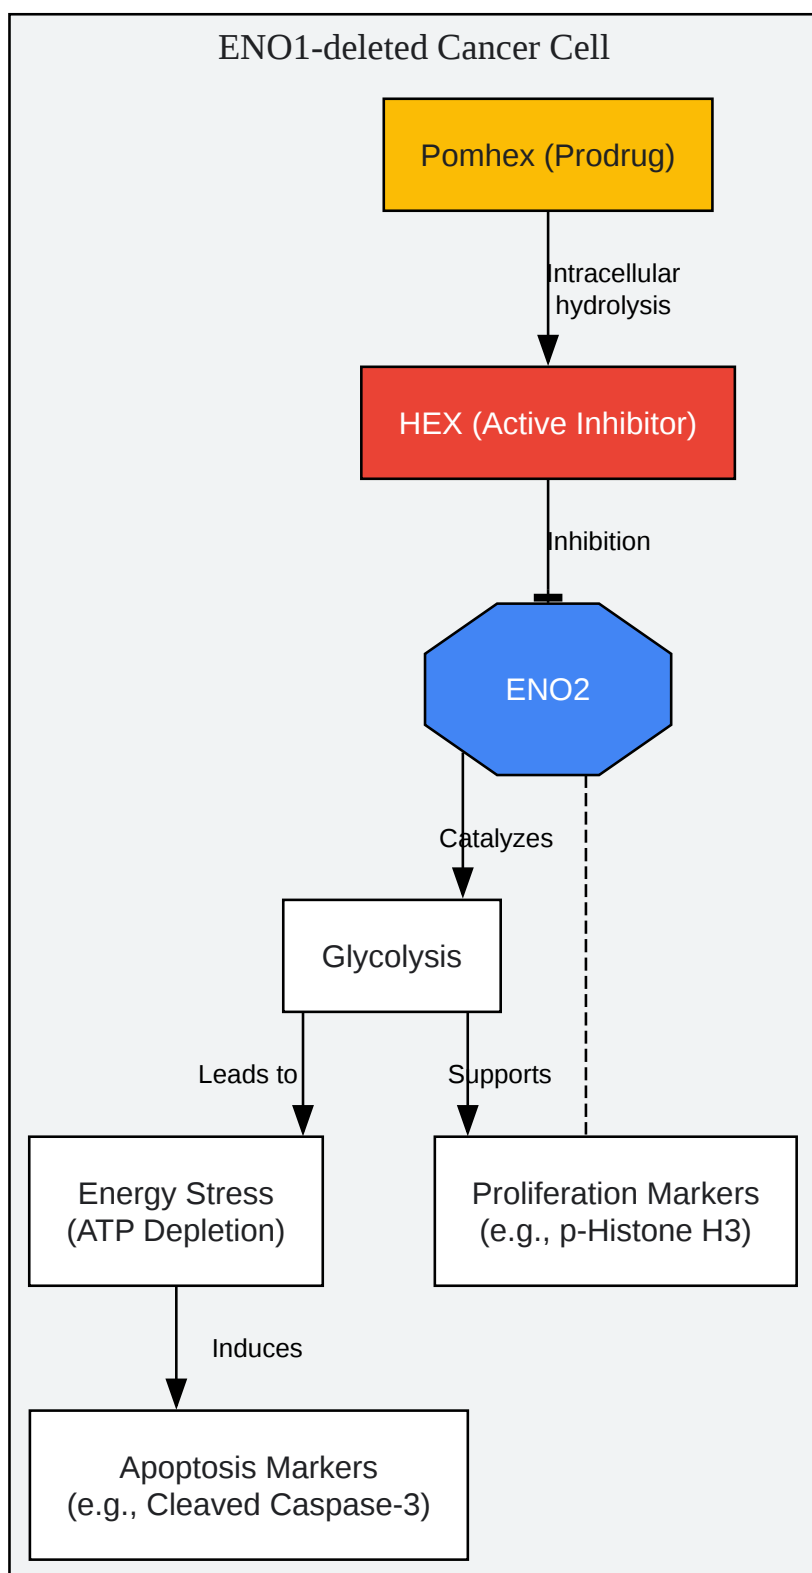 ENO1-deleted Cancer Cell
Pomhex (Prodrug)
Intracellular
hydrolysis
HEX (Active Inhibitor)
Inhibition
ENO2
Catalyzes
Glycolysis
Leads to
Supports
Energy Stress
(ATP Depletion)
Proliferation Markers
(e.g., p-Histone H3)
Induces
Apoptosis Markers
(e.g., Cleaved Caspase-3)